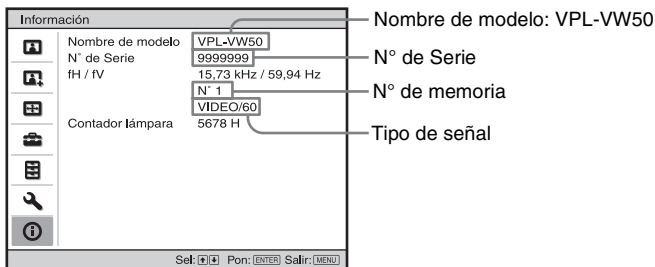 Información
Nombre de modelo VPL-VW50
N° de Serie 9999999
fH / fV 15,73 kHz / 59,94 Hz
N° 1
VIDEO/60
Contador lámpara 5678 H
Sel: Pon: ENTER Salir: MENU
Nombre de modelo: VPL-VW50
N° de Serie
N° de memoria
Tipo de señal